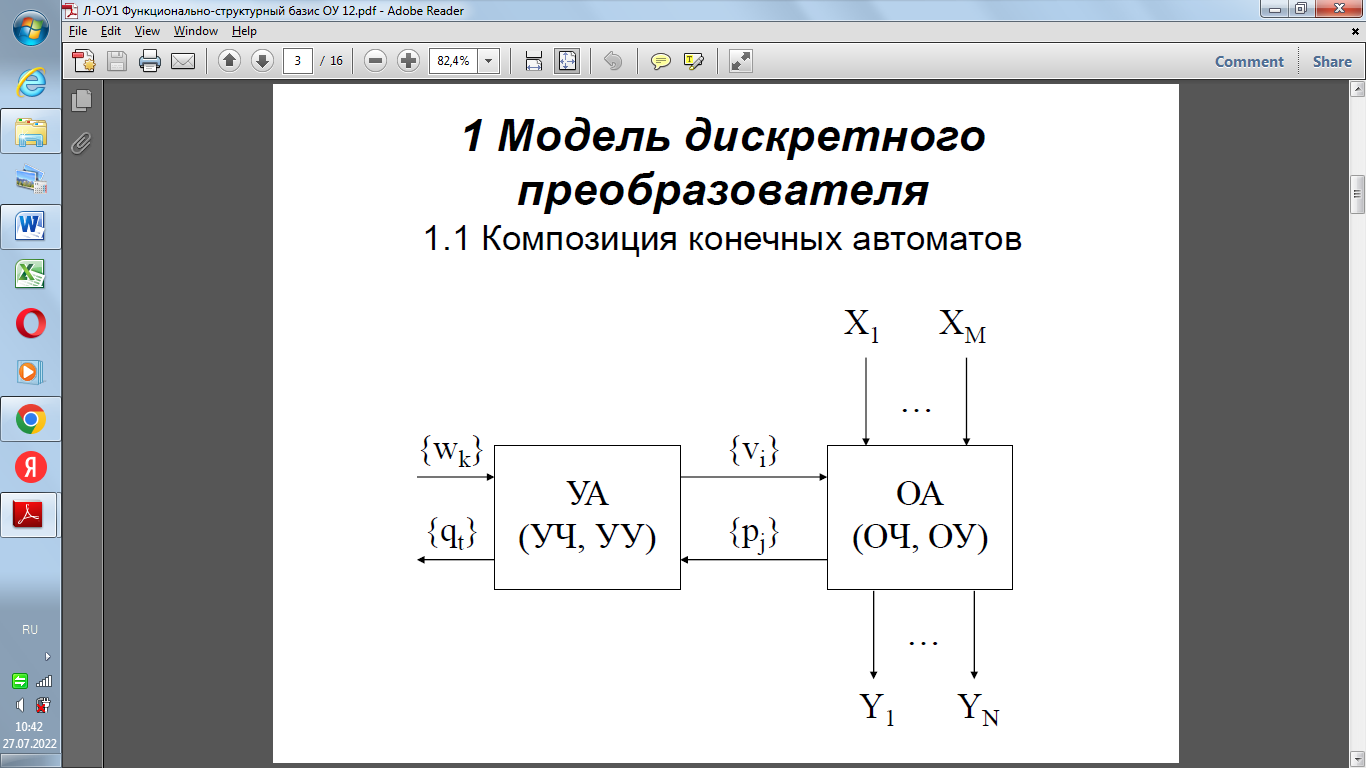 Л-ОУ1 Функционально-структурный базис ОУ 12.pdf - Adobe Reader
File Edit View Window Help
3 / 16 82,4% Comment Share
1 Модель дискретного
преобразователя
1.1 Композиция конечных автоматов
X1 XM
...
{wk} {vi}
УА ОА
{qt} (УЧ, УУ) {pj} (ОЧ, ОУ)
...
Y1 YN
RU
10:42
27.07.2022